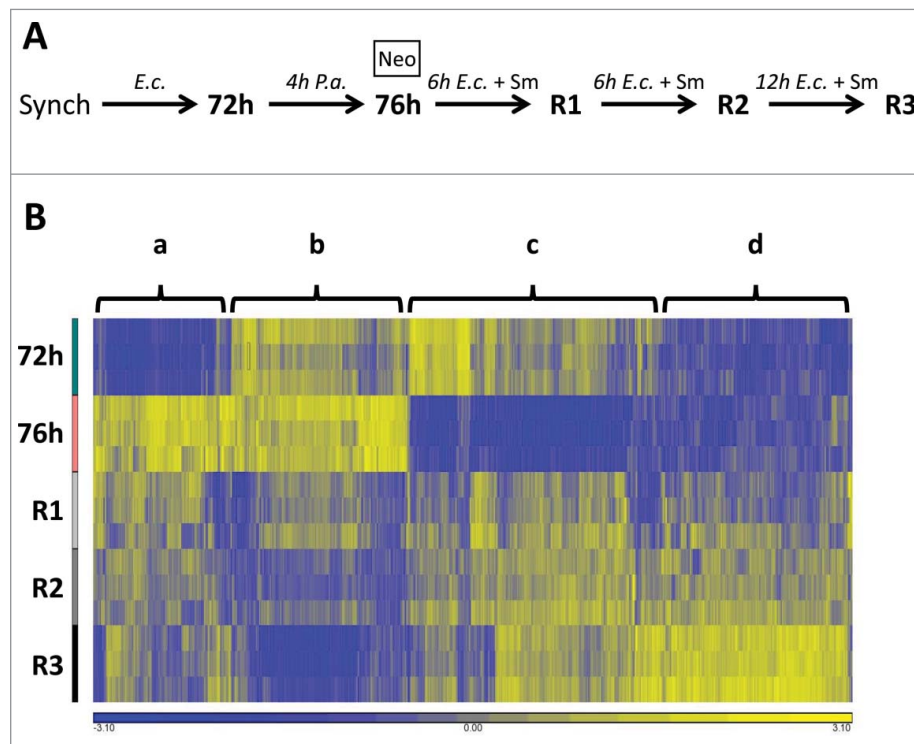 A
Neo
E.c. 4h P.a. 6h E.c. + Sm 6h E.c. + Sm 12h E.c. + Sm
Synch 72h 76h R1 R2 R3
B
a b c d
72h
76h
R1
R2
R3
-3.10 0.00 3.10